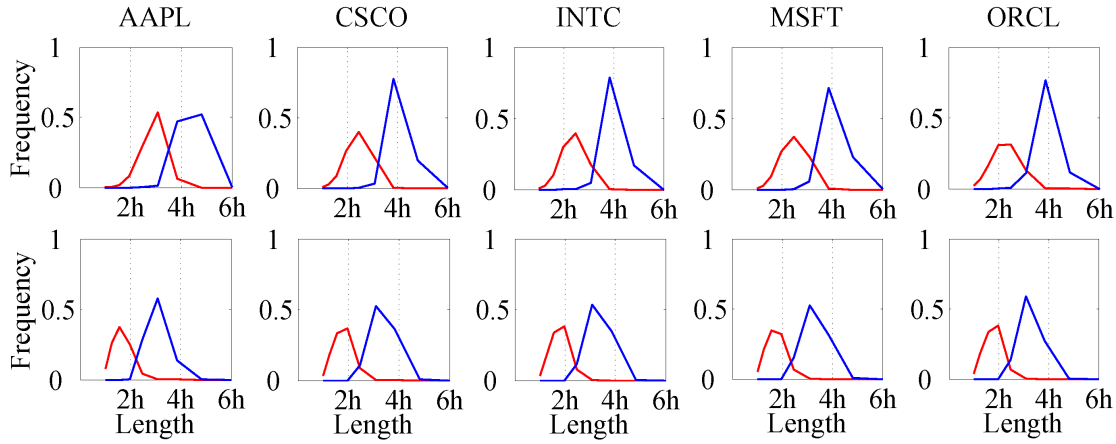 AAPL CSCO INTC MSFT ORCL
1 1 1 1 1
Frequency
0.5 0.5 0.5 0.5 0.5
0 0 0 0 0
2h 4h 6h 2h 4h 6h 2h 4h 6h 2h 4h 6h 2h 4h 6h
1 1 1 1 1
Frequency
0.5 0.5 0.5 0.5 0.5
0 0 0 0 0
2h 4h 6h 2h 4h 6h 2h 4h 6h 2h 4h 6h 2h 4h 6h
Length Length Length Length Length